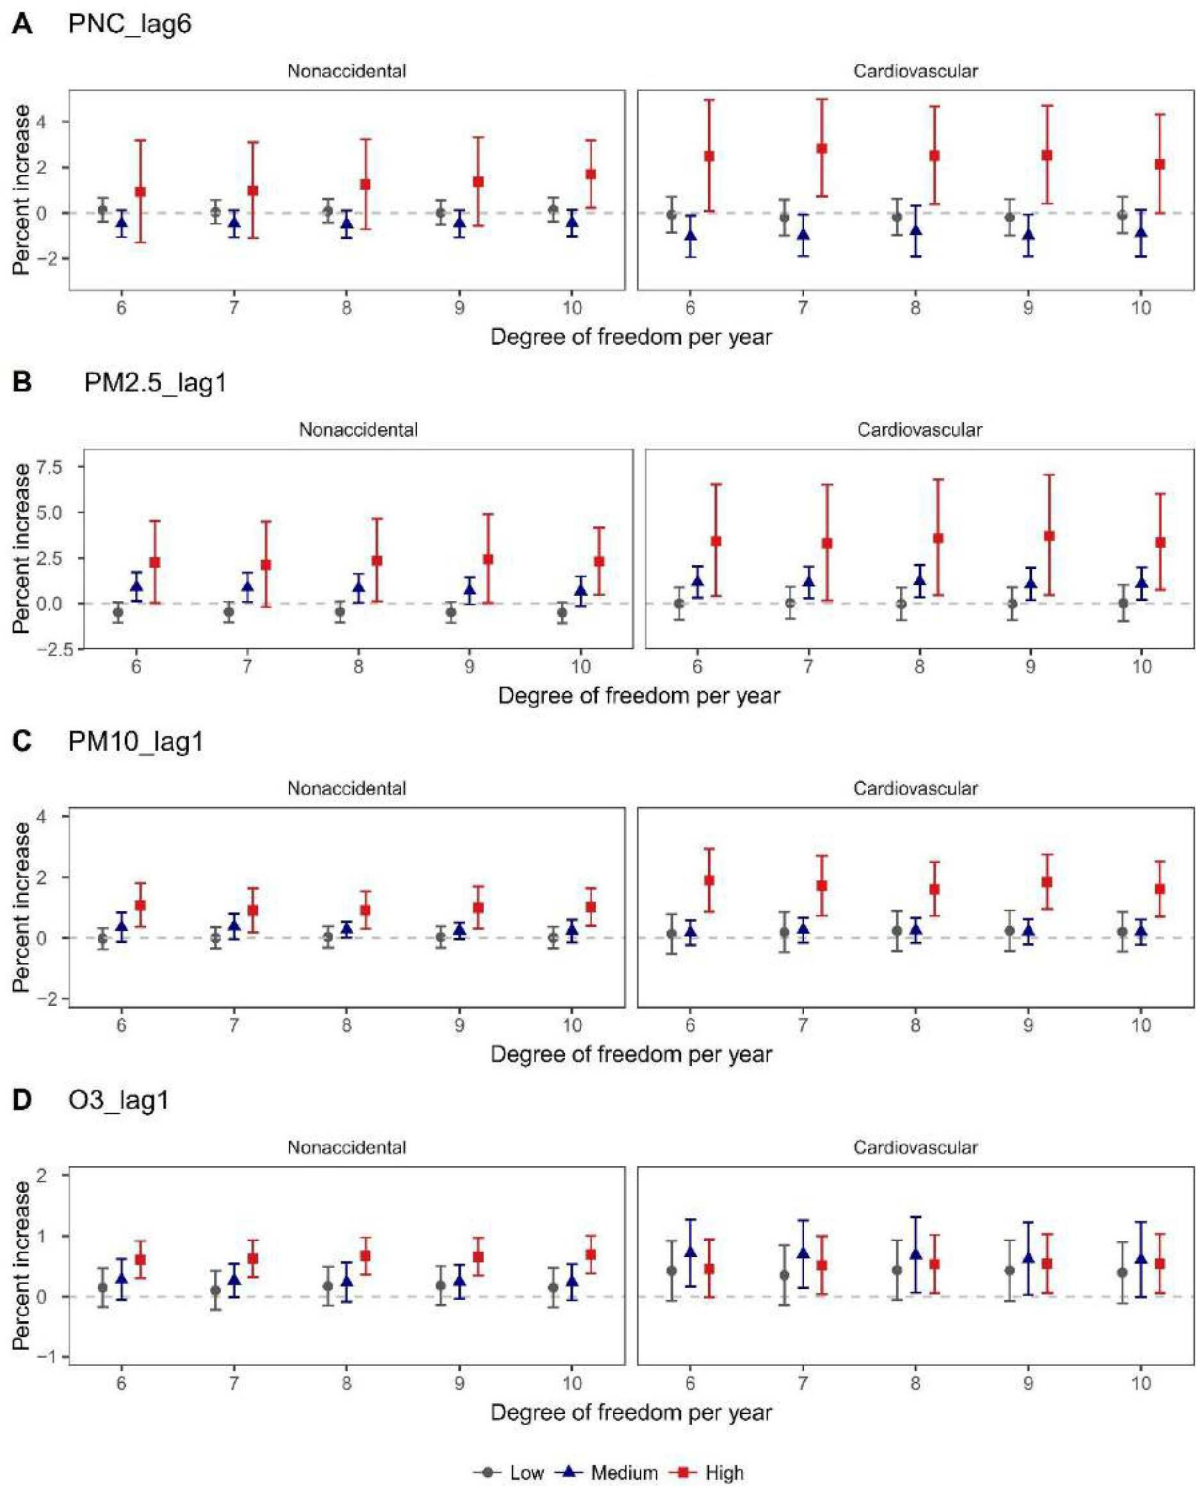 A PNC_lag6
Nonaccidental Cardiovascular
Percent increase
4
2
0
−2
6 7 8 9 10 6 7 8 9 10
Degree of freedom per year
B PM2.5_lag1
Nonaccidental Cardiovascular
Percent increase
7.5
5.0
2.5
0.0
−2.5
6 7 8 9 10 6 7 8 9 10
Degree of freedom per year
C PM10_lag1
Nonaccidental Cardiovascular
Percent increase
4
2
0
−2
6 7 8 9 10 6 7 8 9 10
Degree of freedom per year
D O3_lag1
Nonaccidental Cardiovascular
Percent increase
2
1
0
−1
6 7 8 9 10 6 7 8 9 10
Degree of freedom per year
Low Medium High